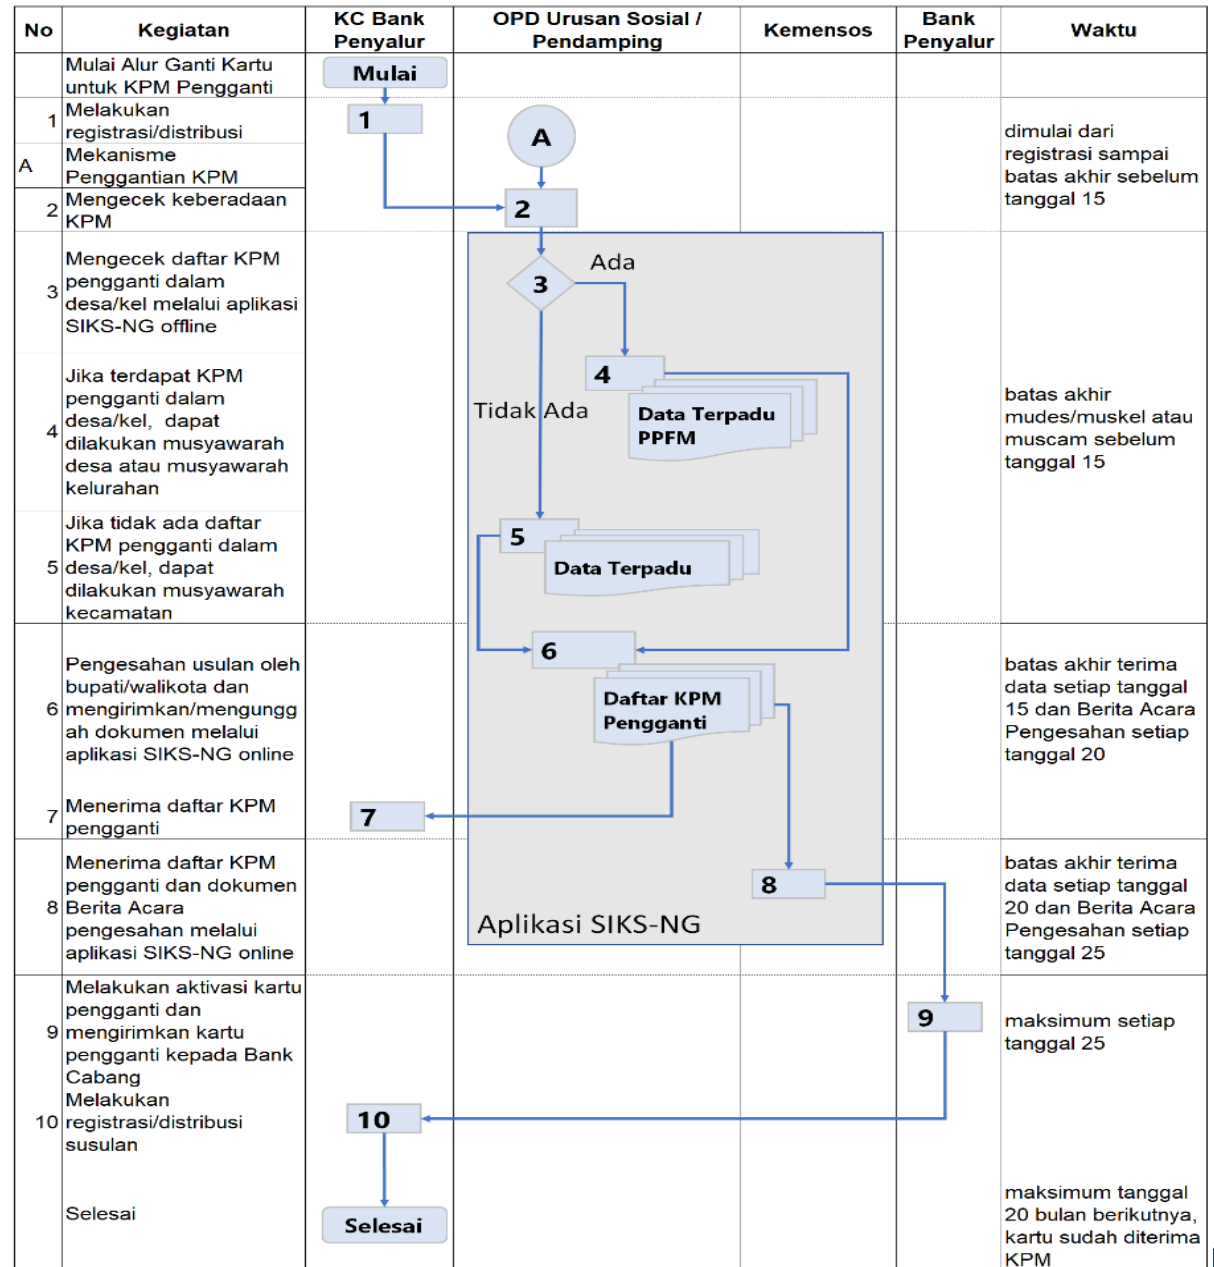 No
Kegiatan
KC Bank
Penyalur
OPD Urusan Sosial /
Pendamping
Kemensos
Bank
Penyalur
Waktu
Mulai Alur Ganti Kartu
untuk KPM Pengganti
Mulai
1
Melakukan
registrasi/distribusi
1
A
Mekanisme
Penggantian KPM
A
dimulai dari
registrasi sampai
batas akhir sebelum
tanggal 15
2
Mengecek keberadaan
KPM
2
3
Mengecek daftar KPM
pengganti dalam
desa/kel melalui aplikasi
SIKS-NG offline
3
Ada
4
Jika terdapat KPM
pengganti dalam
desa/kel, dapat
dilakukan musyawarah
desa atau musyawarah
kelurahan
4
Tidak Ada
Data Terpadu
PPFM
batas akhir
mudes/muskel atau
muscam sebelum
tanggal 15
5
Jika tidak ada daftar
KPM pengganti dalam
desa/kel, dapat
dilakukan musyawarah
kecamatan
5
Data Terpadu
6
Pengesahan usulan oleh
bupati/walikota dan
mengirimkan/mengungg
ah dokumen melalui
aplikasi SIKS-NG online
6
Daftar KPM
Pengganti
batas akhir terima
data setiap tanggal
15 dan Berita Acara
Pengesahan setiap
tanggal 20
7
Menerima daftar KPM
pengganti
7
8
Menerima daftar KPM
pengganti dan dokumen
Berita Acara
pengesahan melalui
aplikasi SIKS-NG online
8
Aplikasi SIKS-NG
batas akhir terima
data setiap tanggal
20 dan Berita Acara
Pengesahan setiap
tanggal 25
9
Melakukan aktivasi kartu
pengganti dan
mengirimkan kartu
pengganti kepada Bank
Cabang
9
maksimum setiap
tanggal 25
10
Melakukan
registrasi/distribusi
susulan
10
Selesai
Selesai
maksimum tanggal
20 bulan berikutnya,
kartu sudah diterima
KPM